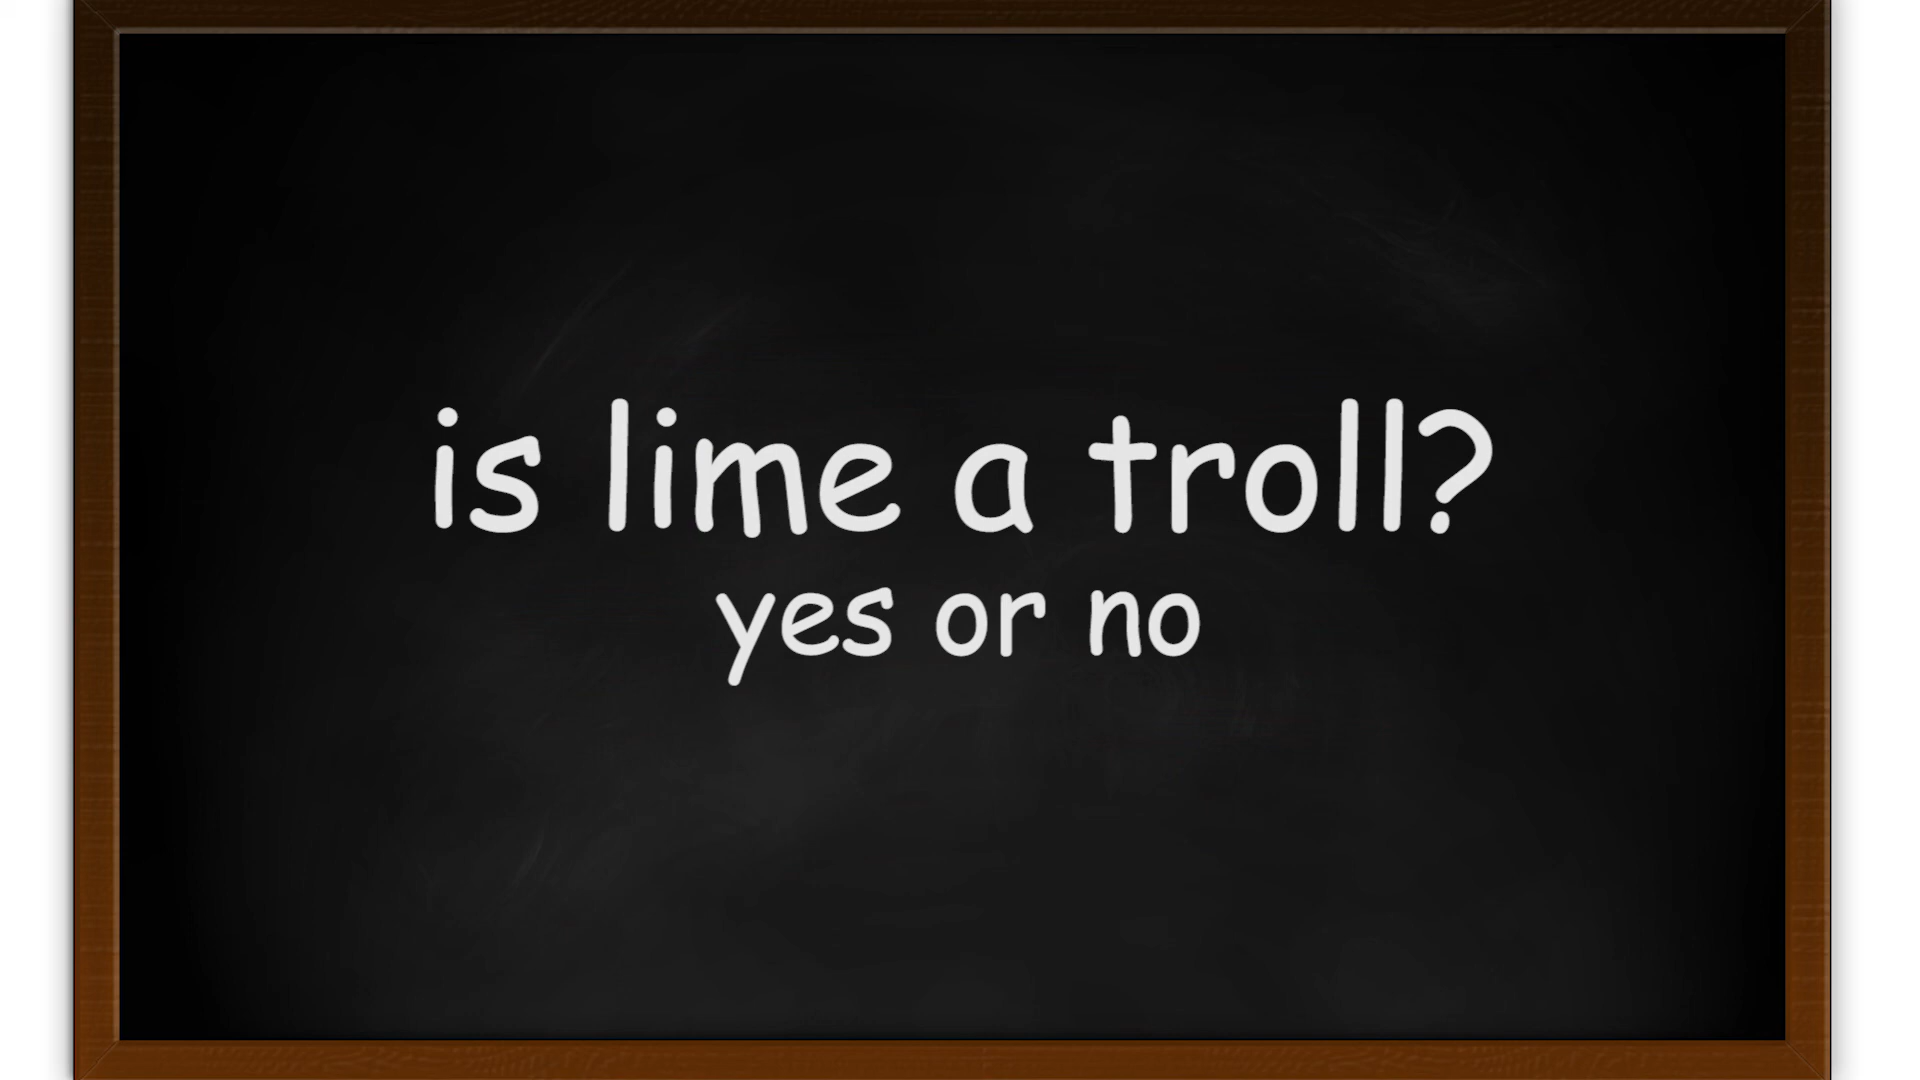 is lime a troll?
yes or no